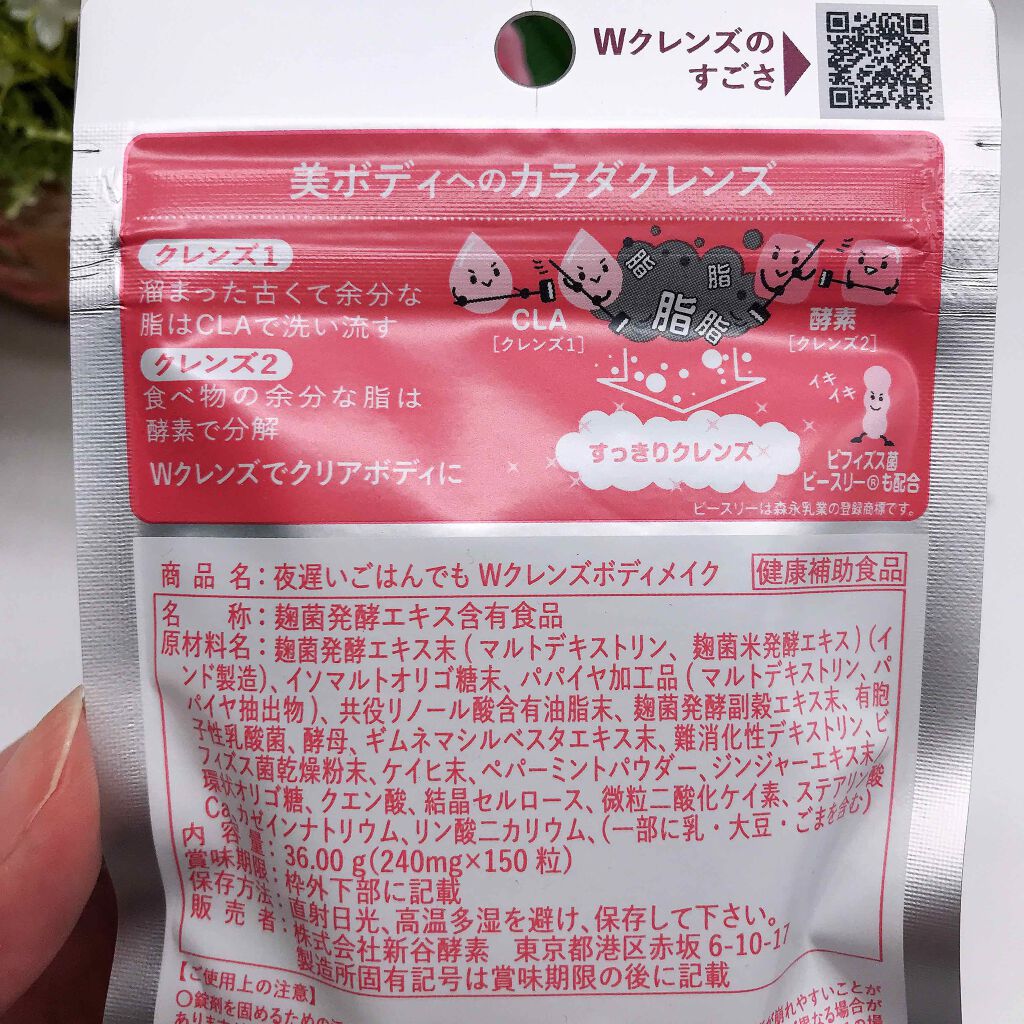 Wクレンズの
すごさ
美ボディへのカラダクレンズ
クレンズ1
溜まった古くて余分な
脂はCLAで洗い流す
クレンズ2
食べ物の余分な脂は
酵素で分解
Wクレンズでクリアボディに
脂 脂 脂 脂
CLA
[クレンズ1]
酵素
[クレンズ2]
すっきりクレンズ
イキ
イキ
ビフィズス菌
ビースリー®も配合
ビースリーは森永乳業の登録商標です。
商品名：夜遅いごはんでも Wクレンズボディメイク 健康補助食品
名称：麹菌発酵エキス含有食品
原材料名：麹菌発酵エキス末(マルトデキストリン、麹菌米発酵エキス)(イ
ンド製造)、イソマルトオリゴ糖末、パパイヤ加工品(マルトデキストリン、パ
パイヤ抽出物)、共役リノール酸含有油脂末、麹菌発酵副穀エキス末、有胞
子性乳酸菌、酵母、ギムネマシルベスタエキス末、難消化性デキストリン、ビ
フィズス菌乾燥粉末、ケイヒ末、ペパーミントパウダー、ジンジャーエキス末/
環状オリゴ糖、クエン酸、結晶セルロース、微粒二酸化ケイ素、ステアリン酸
Ca、カゼインナトリウム、リン酸二カリウム、(一部に乳・大豆・ごまを含む)
内容量：36.00 g(240mg×150 粒)
賞味期限：枠外下部に記載
保存方法：直射日光、高温多湿を避け、保存して下さい。
販売者：株式会社新谷酵素 東京都港区赤坂 6-10-17
製造所固有記号は賞味期限の後に記載
【ご使用上の注意】
〇錠剤を固めるための
が崩れやすいことが